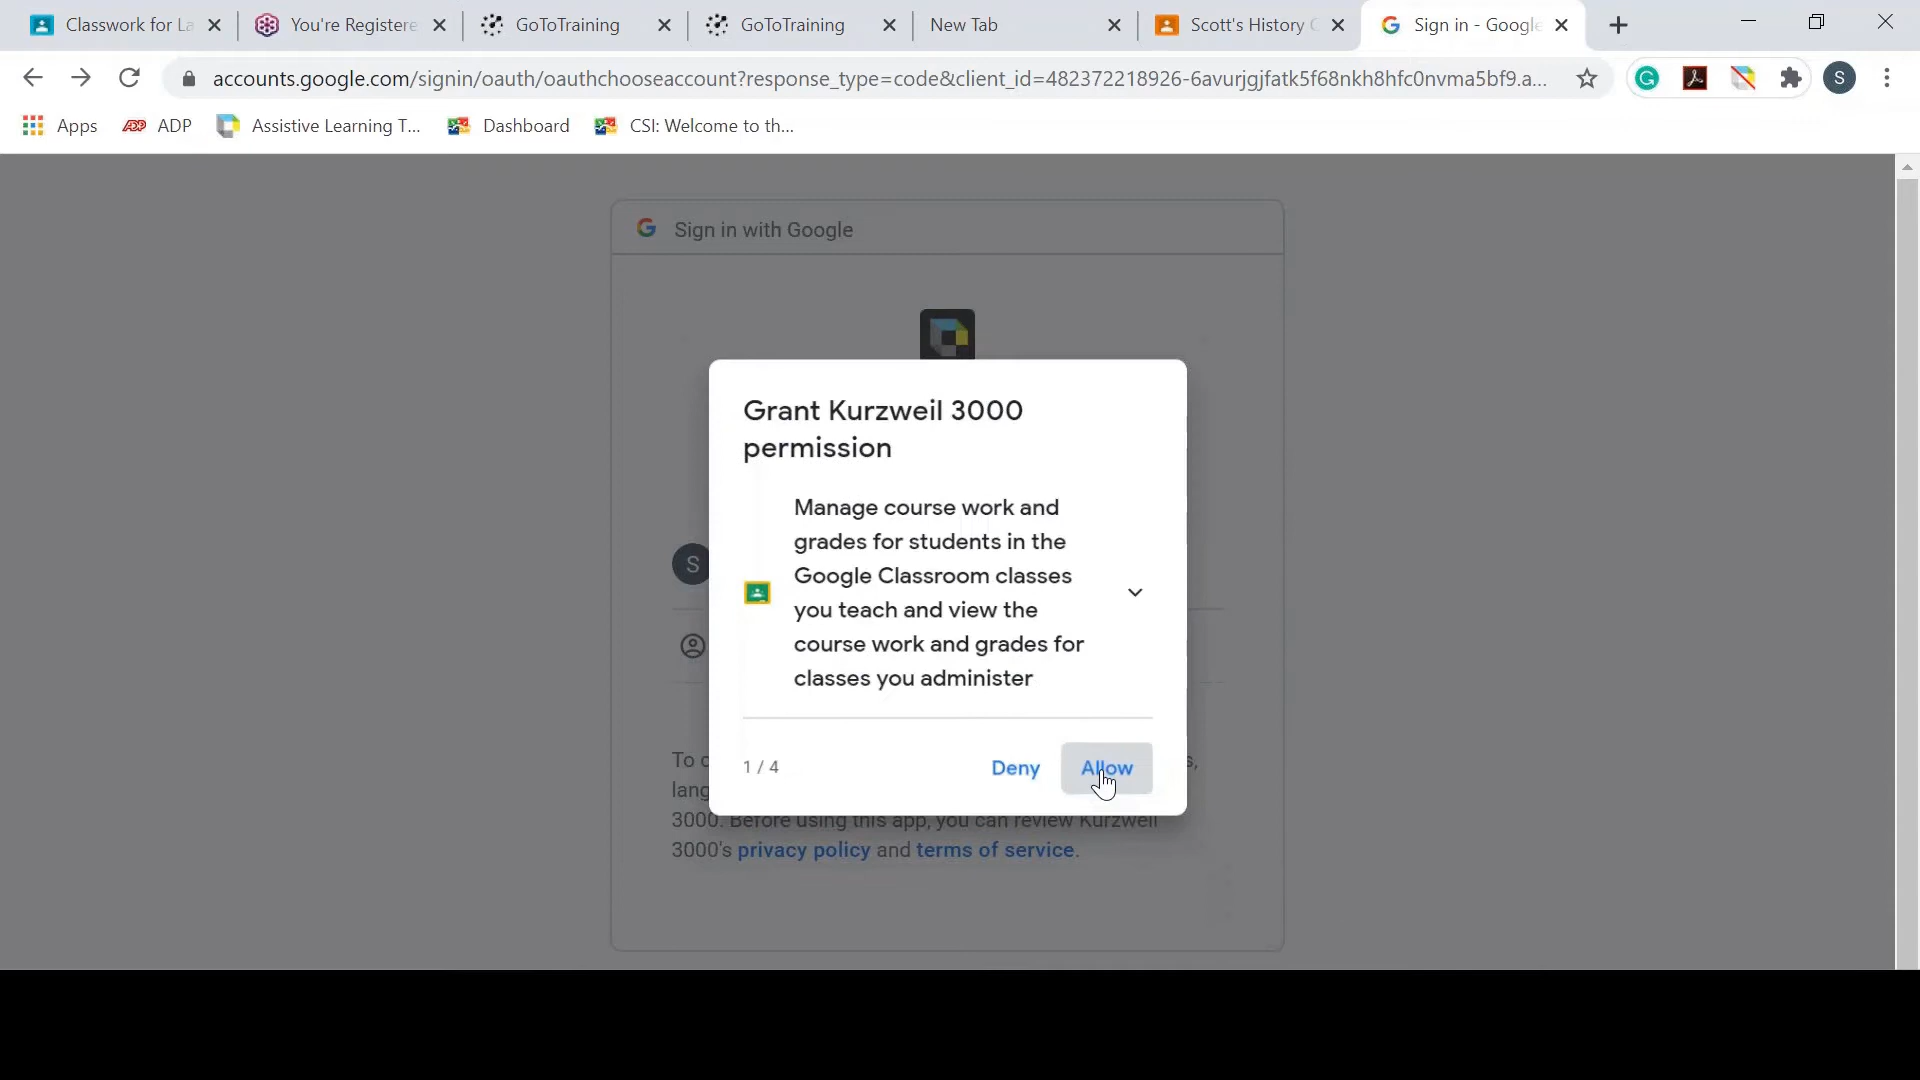 Classwork for La
You're Registere
GoToTraining
GoToTraining
New Tab
Scott's History C
Sign in - Google
accounts.google.com/signin/oauth/oauthchooseaccount?response_type=code&client_id=482372218926-6avurjgjfatk5f68nkh8hfc0nvma5bf9.a...
S
Apps
ADP
Assistive Learning T...
Dashboard
CSI: Welcome to th...
Sign in with Google
Grant Kurzweil 3000
permission
Manage course work and
grades for students in the
Google Classroom classes
you teach and view the
course work and grades for
classes you administer
S
1 / 4
Deny
Allow
To
lang
3000. Before using this app, you can review Kurzweil
3000's privacy policy and terms of service.